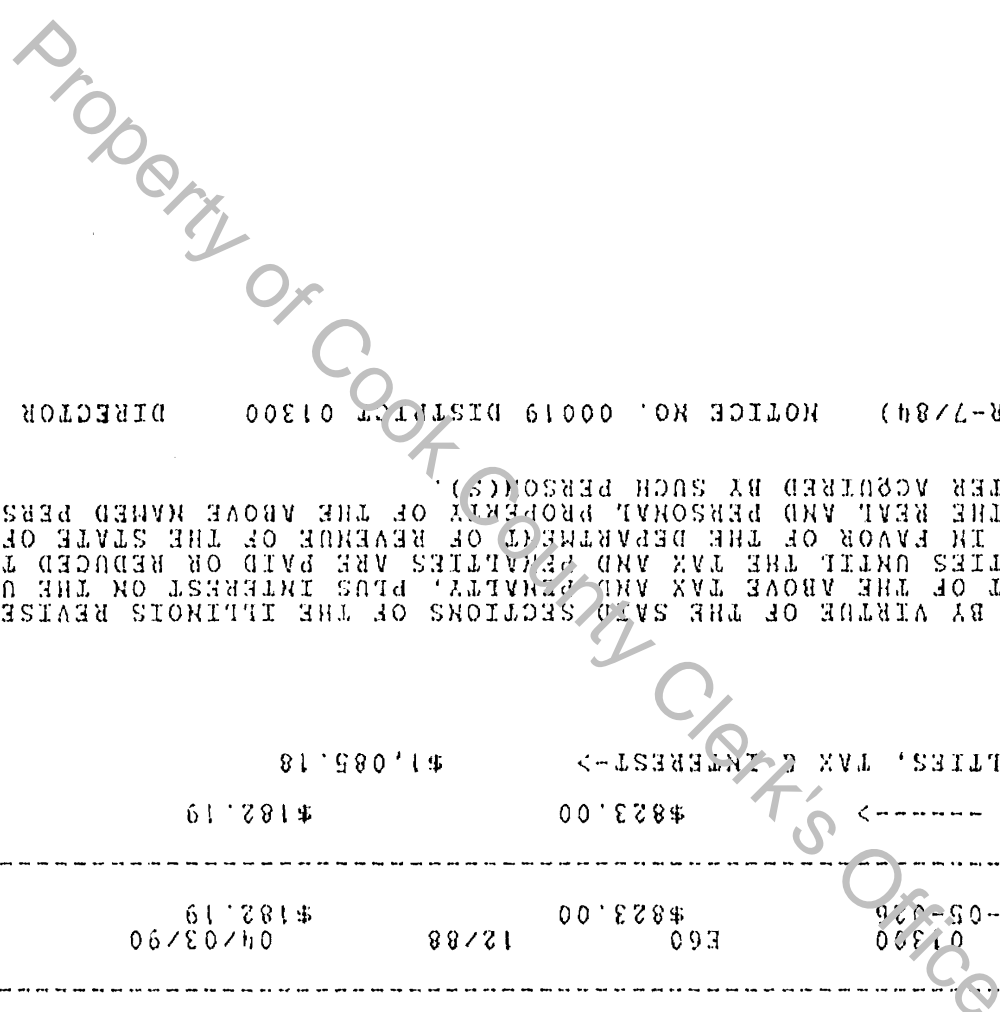 01300 E60 12/88 04/03/90
-05-026 $823.00 $182.19
------> $823.00 $182.19
LTIES, TAX & INTEREST-> $1,085.18
BY VIRTUE OF THE SAID SECTIONS OF THE ILLINOIS REVISE
T OF THE ABOVE TAX AND PENALTY, PLUS INTEREST ON THE U
TIES UNTIL THE TAX AND PENALTIES ARE PAID OR REDUCED T
IN FAVOR OF THE DEPARTMENT OF REVENUE OF THE STATE OF
THE REAL AND PERSONAL PROPERTY OF THE ABOVE NAMED PERS
TER ACQUIRED BY SUCH PERSON(S).
R-7/84) NOTICE NO. 00019 DISTRICT 01300 DIRECTOR
Property of Cook County Clerk's Office